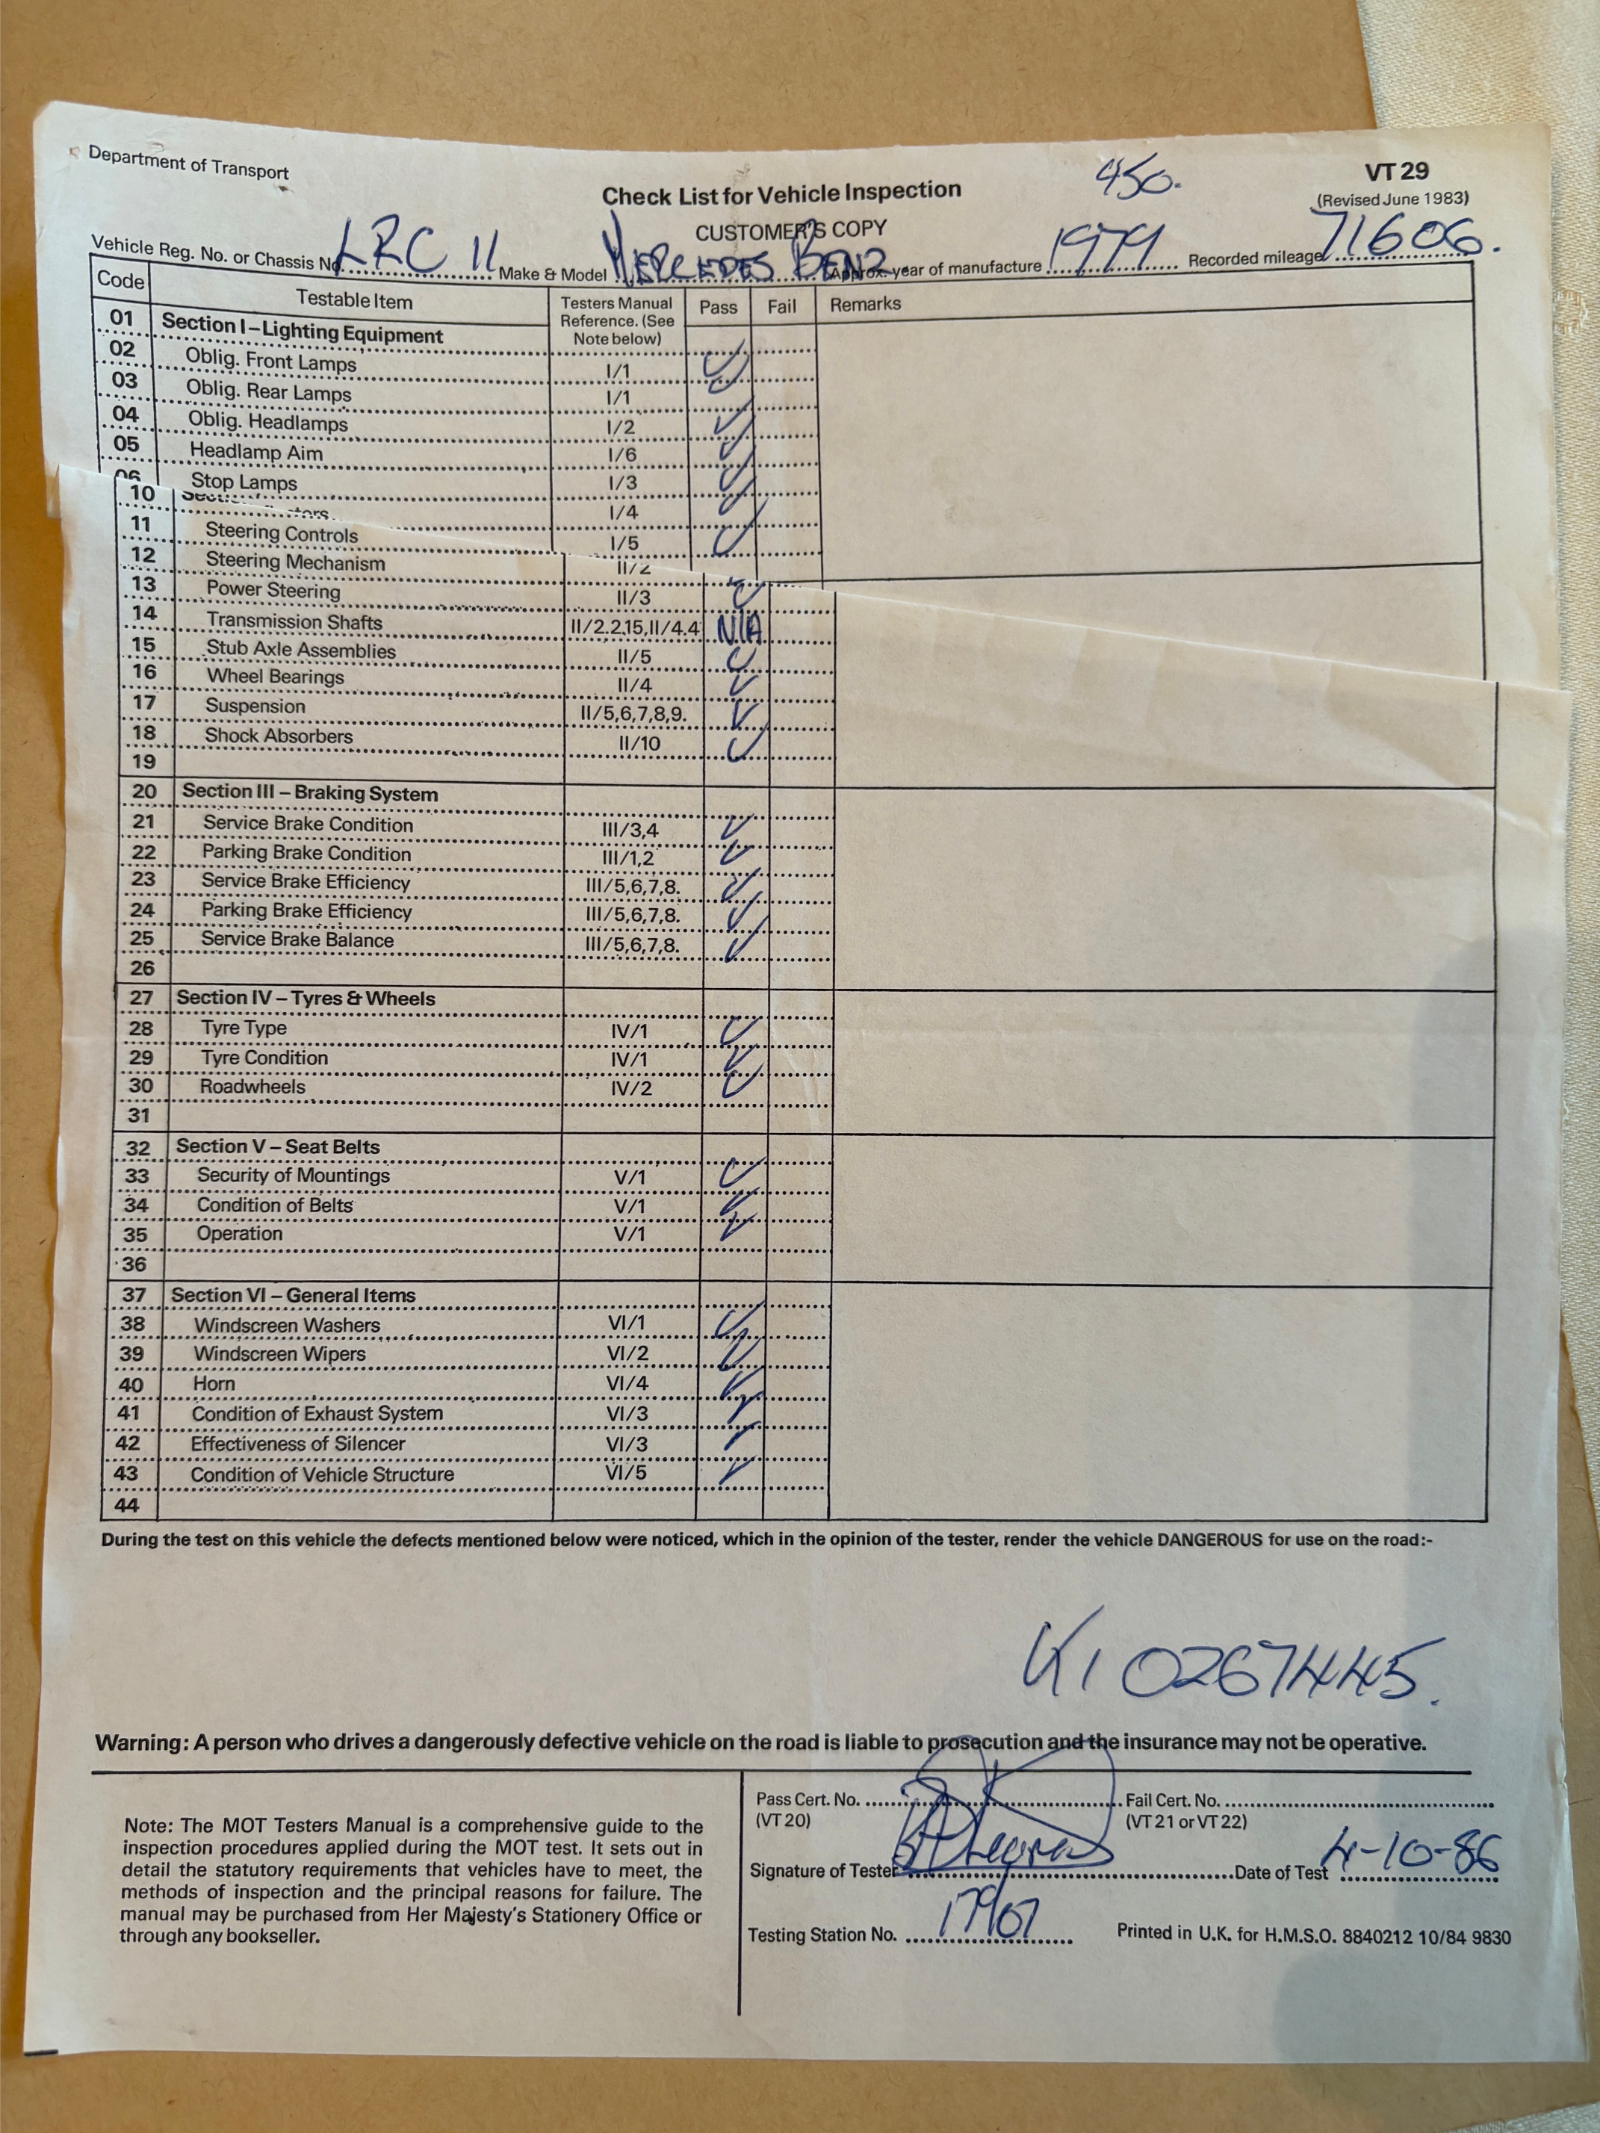 Department of Transport
450.
VT 29
Check List for Vehicle Inspection
(Revised June 1983)
CUSTOMER'S COPY
Vehicle Reg. No. or Chassis No. LRC 11 Make & Model MERCEDES BENZ. Approx. year of manufacture 1979 Recorded mileage 71606.
Code Testable Item Testers Manual Reference. (See Note below) Pass Fail Remarks
01 Section I – Lighting Equipment
02 Oblig. Front Lamps I/1 ✓
03 Oblig. Rear Lamps I/1 ✓
04 Oblig. Headlamps I/2 ✓
05 Headlamp Aim I/6 ✓
06 Stop Lamps I/3 ✓
I/4 ✓
I/5 ✓
10
11 Steering Controls
12 Steering Mechanism II/2
13 Power Steering II/3 ✓
14 Transmission Shafts II/2.2.15,II/4.4 N/A
15 Stub Axle Assemblies II/5 ✓
16 Wheel Bearings II/4 ✓
17 Suspension II/5,6,7,8,9. ✓
18 Shock Absorbers II/10 ✓
19
20 Section III – Braking System
21 Service Brake Condition III/3,4 ✓
22 Parking Brake Condition III/1,2 ✓
23 Service Brake Efficiency III/5,6,7,8. ✓
24 Parking Brake Efficiency III/5,6,7,8. ✓
25 Service Brake Balance III/5,6,7,8. ✓
26
27 Section IV – Tyres & Wheels
28 Tyre Type IV/1 ✓
29 Tyre Condition IV/1 ✓
30 Roadwheels IV/2 ✓
31
32 Section V – Seat Belts
33 Security of Mountings V/1 ✓
34 Condition of Belts V/1 ✓
35 Operation V/1 ✓
36
37 Section VI – General Items
38 Windscreen Washers VI/1 ✓
39 Windscreen Wipers VI/2 ✓
40 Horn VI/4 ✓
41 Condition of Exhaust System VI/3 ✓
42 Effectiveness of Silencer VI/3 ✓
43 Condition of Vehicle Structure VI/5 ✓
44
During the test on this vehicle the defects mentioned below were noticed, which in the opinion of the tester, render the vehicle DANGEROUS for use on the road:-
K1 0267445.
Warning: A person who drives a dangerously defective vehicle on the road is liable to prosecution and the insurance may not be operative.
Note: The MOT Testers Manual is a comprehensive guide to the
inspection procedures applied during the MOT test. It sets out in
detail the statutory requirements that vehicles have to meet, the
methods of inspection and the principal reasons for failure. The
manual may be purchased from Her Majesty's Stationery Office or
through any bookseller.
Pass Cert. No. Fail Cert. No.
(VT 20) (VT 21 or VT 22)
Signature of Tester Date of Test 4-10-86
Testing Station No. Printed in U.K. for H.M.S.O. 8840212 10/84 9830